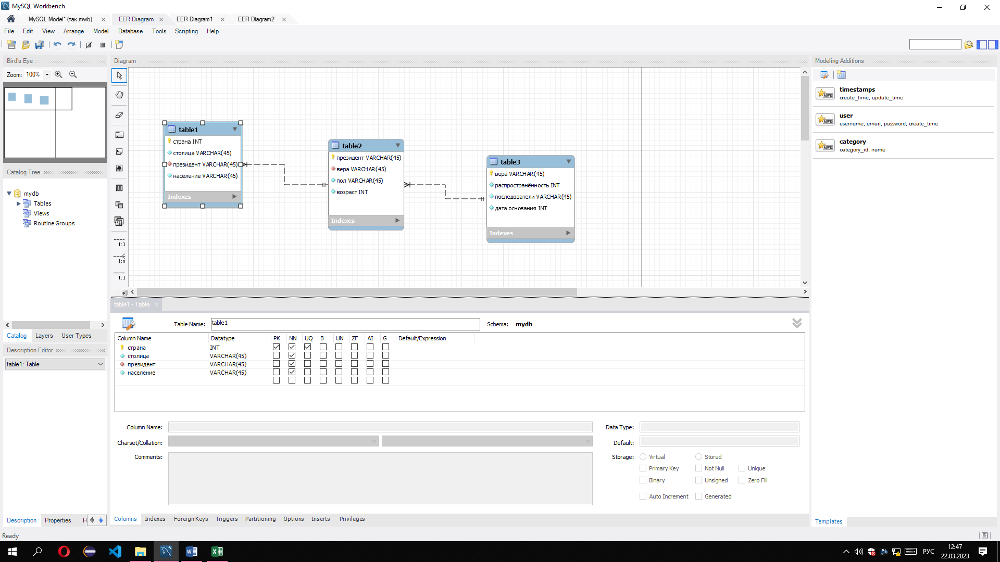 MySQL Workbench
MySQL Model* (так.mwb)
EER Diagram
EER Diagram1
EER Diagram2
File Edit View Arrange Model Database Tools Scripting Help
Bird's Eye
Zoom: 100%
Catalog Tree
mydb
Tables
Views
Routine Groups
Catalog Layers User Types
Description Editor
table1: Table
Description Properties H
Diagram
1:1
1:n
1:1
table1
страна INT
столица VARCHAR(45)
президент VARCHAR(45)
население VARCHAR(45)
Indexes
table2
президент VARCHAR(45)
вера VARCHAR(45)
пол VARCHAR(45)
возраст INT
Indexes
table3
вера VARCHAR(45)
распространённость INT
последователи VARCHAR(45)
дата основания INT
Indexes
table1 - Table
Table Name: table1 Schema: mydb
Column Name Datatype PK NN UQ B UN ZF AI G Default/Expression
страна INT
столица VARCHAR(45)
президент VARCHAR(45)
население VARCHAR(45)
Column Name: Data Type:
Charset/Collation: Default:
Comments: Storage: Virtual Stored
Primary Key Not Null Unique
Binary Unsigned Zero Fill
Auto Increment Generated
Columns Indexes Foreign Keys Triggers Partitioning Options Inserts Privileges
Modeling Additions
timestamps
create_time, update_time
user
username, email, password, create_time
category
category_id, name
Templates
Ready
РУС
12:47
22.03.2023